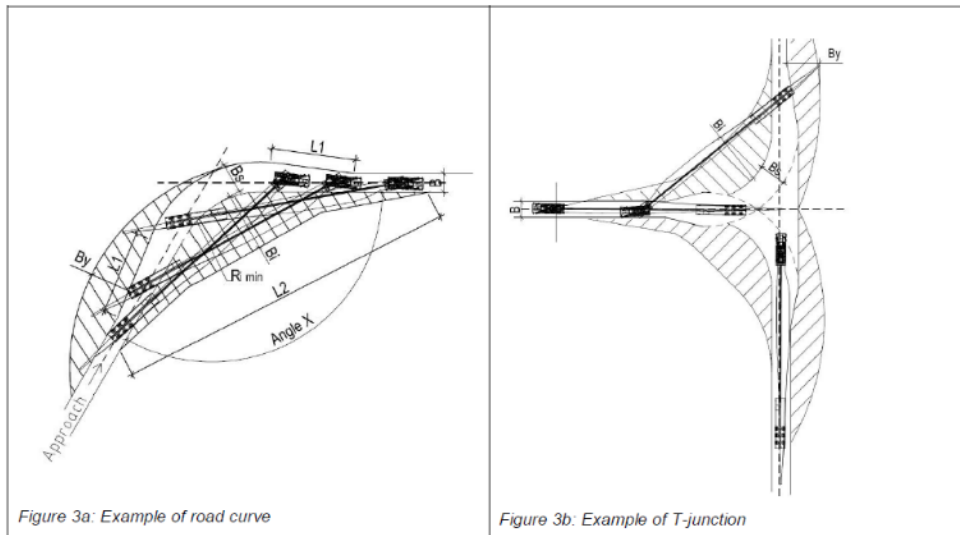 L1
Bs
B
By
L1
Bi
Ri min
L2
Angle X
Approach
Figure 3a: Example of road curve
By
Bi
Bs
B
Figure 3b: Example of T-junction